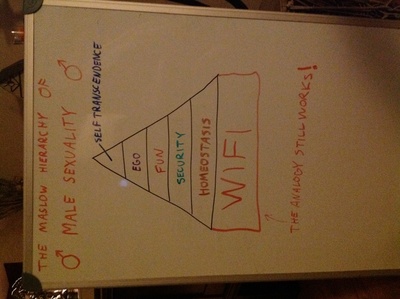 THE MASLOW HIERARCHY OF
♂ MALE SEXUALITY ♂
SELF TRANSCENDENCE
EGO
FUN
SECURITY
HOMEOSTASIS
WIFI
THE ANALOGY STILL WORKS!